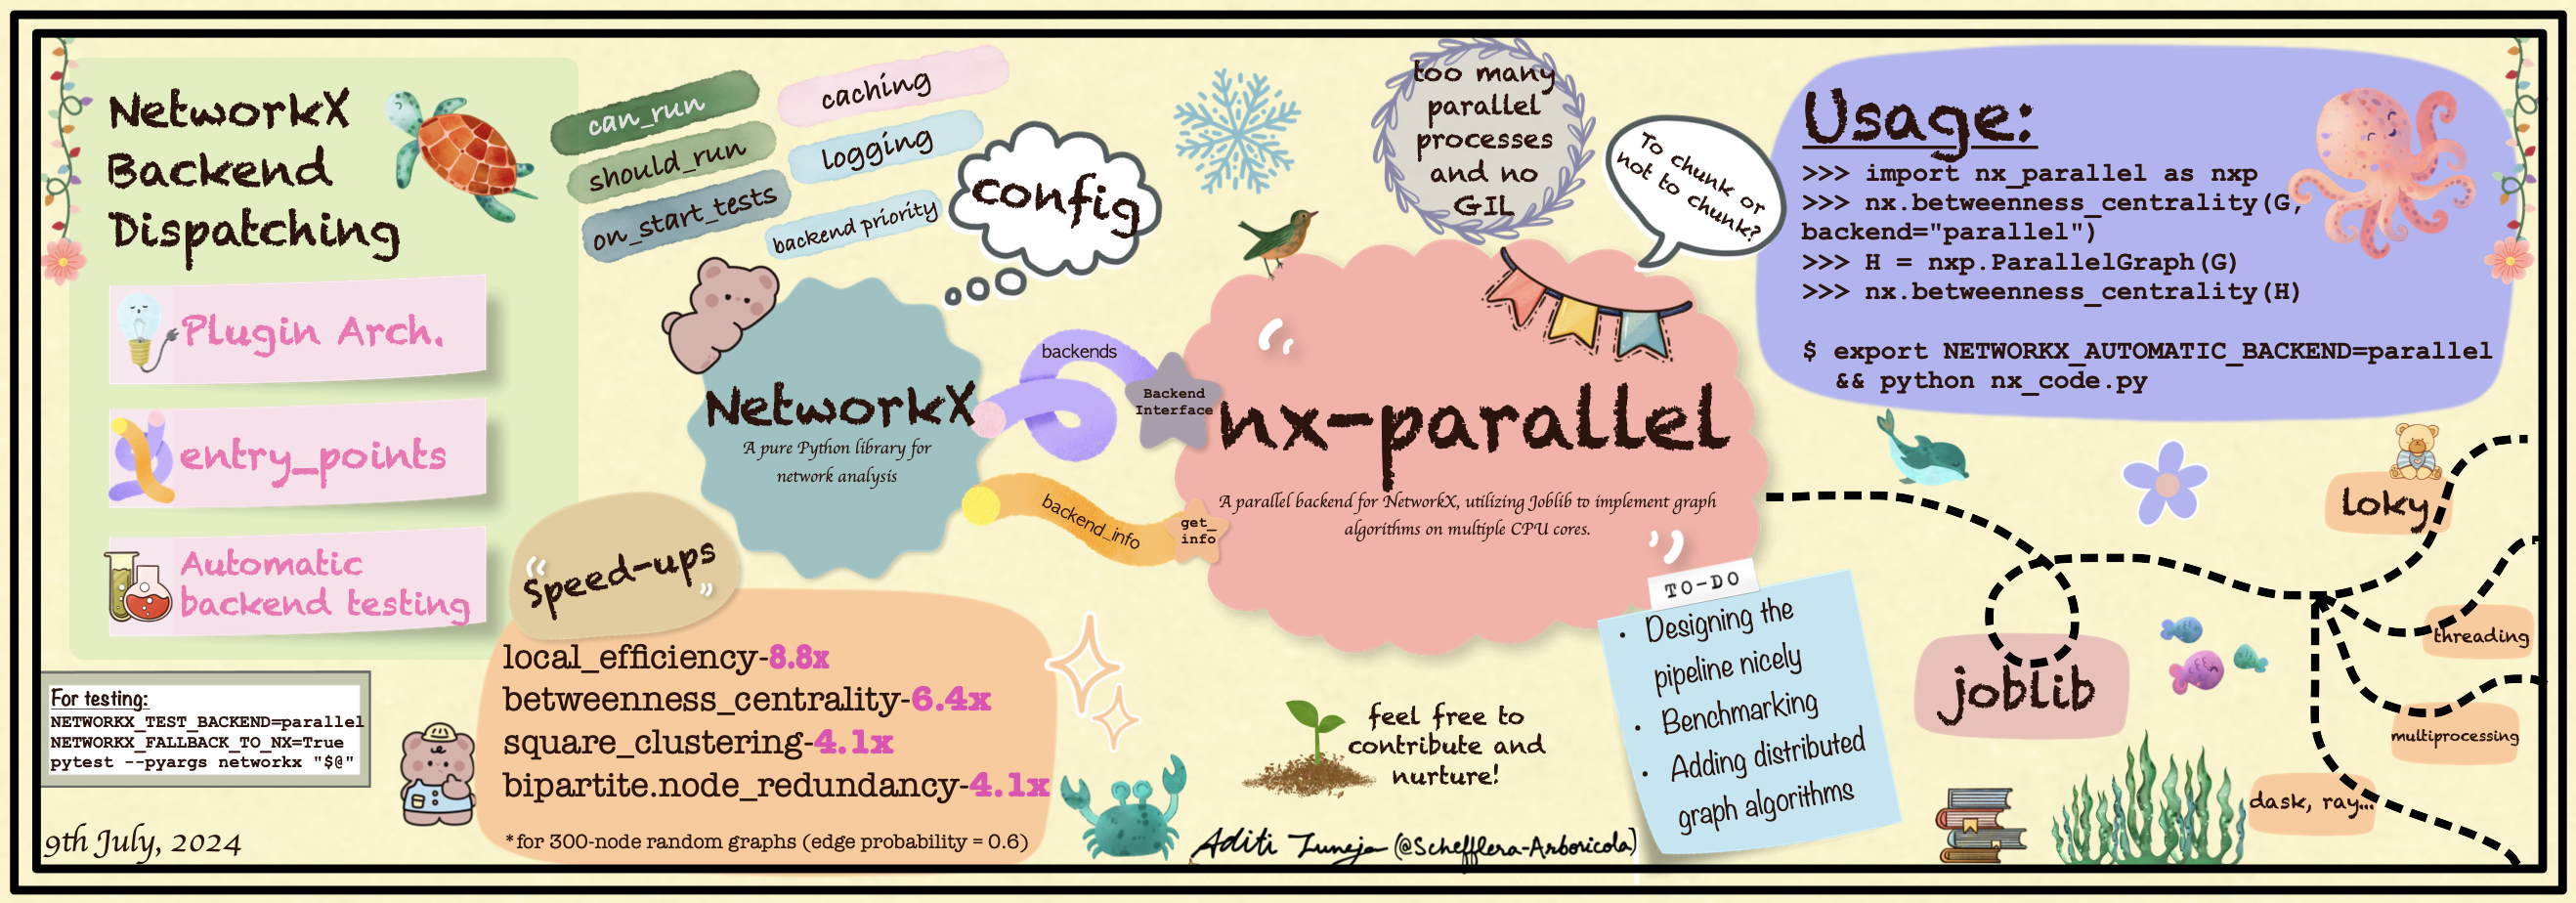 NetworkX
Backend
Dispatching
Plugin Arch.
entry_points
Automatic
backend testing
For testing:
NETWORKX_TEST_BACKEND=parallel
NETWORKX_FALLBACK_TO_NX=True
pytest --pyargs networkx "$@"
9th July, 2024
can_run
should_run
on_start_tests
caching
logging
backend priority
config
NetworkX
A pure Python library for
network analysis
backends
Backend
Interface
backend_info
get_
info
“
Speed-ups
”
local_efficiency-8.8x
betweenness_centrality-6.4x
square_clustering-4.1x
bipartite.node_redundancy-4.1x
*for 300-node random graphs (edge probability = 0.6)
too many
parallel
processes
and no
GIL
To chunk or
not to chunk?
“
nx-parallel
A parallel backend for NetworkX, utilizing Joblib to implement graph
algorithms on multiple CPU cores.
”
feel free to
contribute and
nurture!
Aditi Juneja (@Schefflera-Arboricola)
TO-DO
• Designing the
pipeline nicely
• Benchmarking
• Adding distributed
graph algorithms
Usage:
>>> import nx_parallel as nxp
>>> nx.betweenness_centrality(G,
backend="parallel")
>>> H = nxp.ParallelGraph(G)
>>> nx.betweenness_centrality(H)
$ export NETWORKX_AUTOMATIC_BACKEND=parallel
&& python nx_code.py
joblib
loky
threading
multiprocessing
dask, ray...